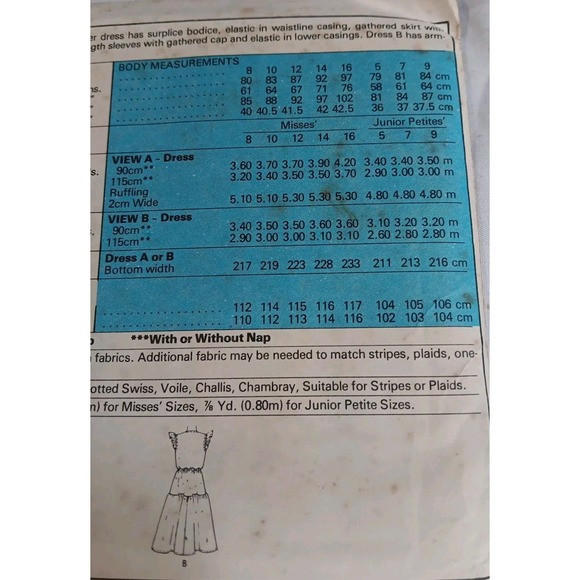 er dress has surplice bodice, elastic in waistline casing, gathered skirt with
gth sleeves with gathered cap and elastic in lower casings. Dress B has arm-
BODY MEASUREMENTS 8 10 12 14 16 5 7 9
80 83 87 92 97 79 81 84 cm
ns. 61 64 67 71 76 58 61 64 cm
85 88 92 97 102 81 84 87 cm
40 40.5 41.5 42 42.5 36 37 37.5 cm
Misses' Junior Petites'
8 10 12 14 16 5 7 9
VIEW A - Dress
s. 90cm** 3.60 3.70 3.70 3.90 4.20 3.40 3.40 3.50 m
115cm** 3.20 3.40 3.50 3.50 3.70 2.90 3.00 3.00 m
Ruffling
2cm Wide 5.10 5.10 5.30 5.30 5.30 4.80 4.80 4.80 m
VIEW B - Dress
90cm** 3.40 3.50 3.50 3.60 3.60 3.10 3.20 3.20 m
115cm** 2.90 3.00 3.00 3.10 3.10 2.60 2.80 2.80 m
Dress A or B
Bottom width 217 219 223 228 233 211 213 216 cm
112 114 115 116 117 104 105 106 cm
110 112 113 114 116 102 103 104 cm
***With or Without Nap
fabrics. Additional fabric may be needed to match stripes, plaids, one-
otted Swiss, Voile, Challis, Chambray, Suitable for Stripes or Plaids.
n) for Misses' Sizes, ⅞ Yd. (0.80m) for Junior Petite Sizes.
B